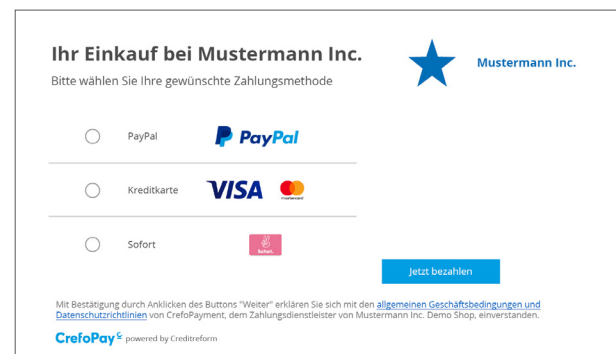 Ihr Einkauf bei Mustermann Inc.
Mustermann Inc.
Bitte wählen Sie Ihre gewünschte Zahlungsmethode
PayPal PayPal
Kreditkarte VISA mastercard
Sofort Sofort.
Jetzt bezahlen
Mit Bestätigung durch Anklicken des Buttons "Weiter" erklären Sie sich mit den allgemeinen Geschäftsbedingungen und
Datenschutzrichtlinien von CrefoPayment, dem Zahlungsdienstleister von Mustermann Inc. Demo Shop, einverstanden.
CrefoPay powered by Creditreform